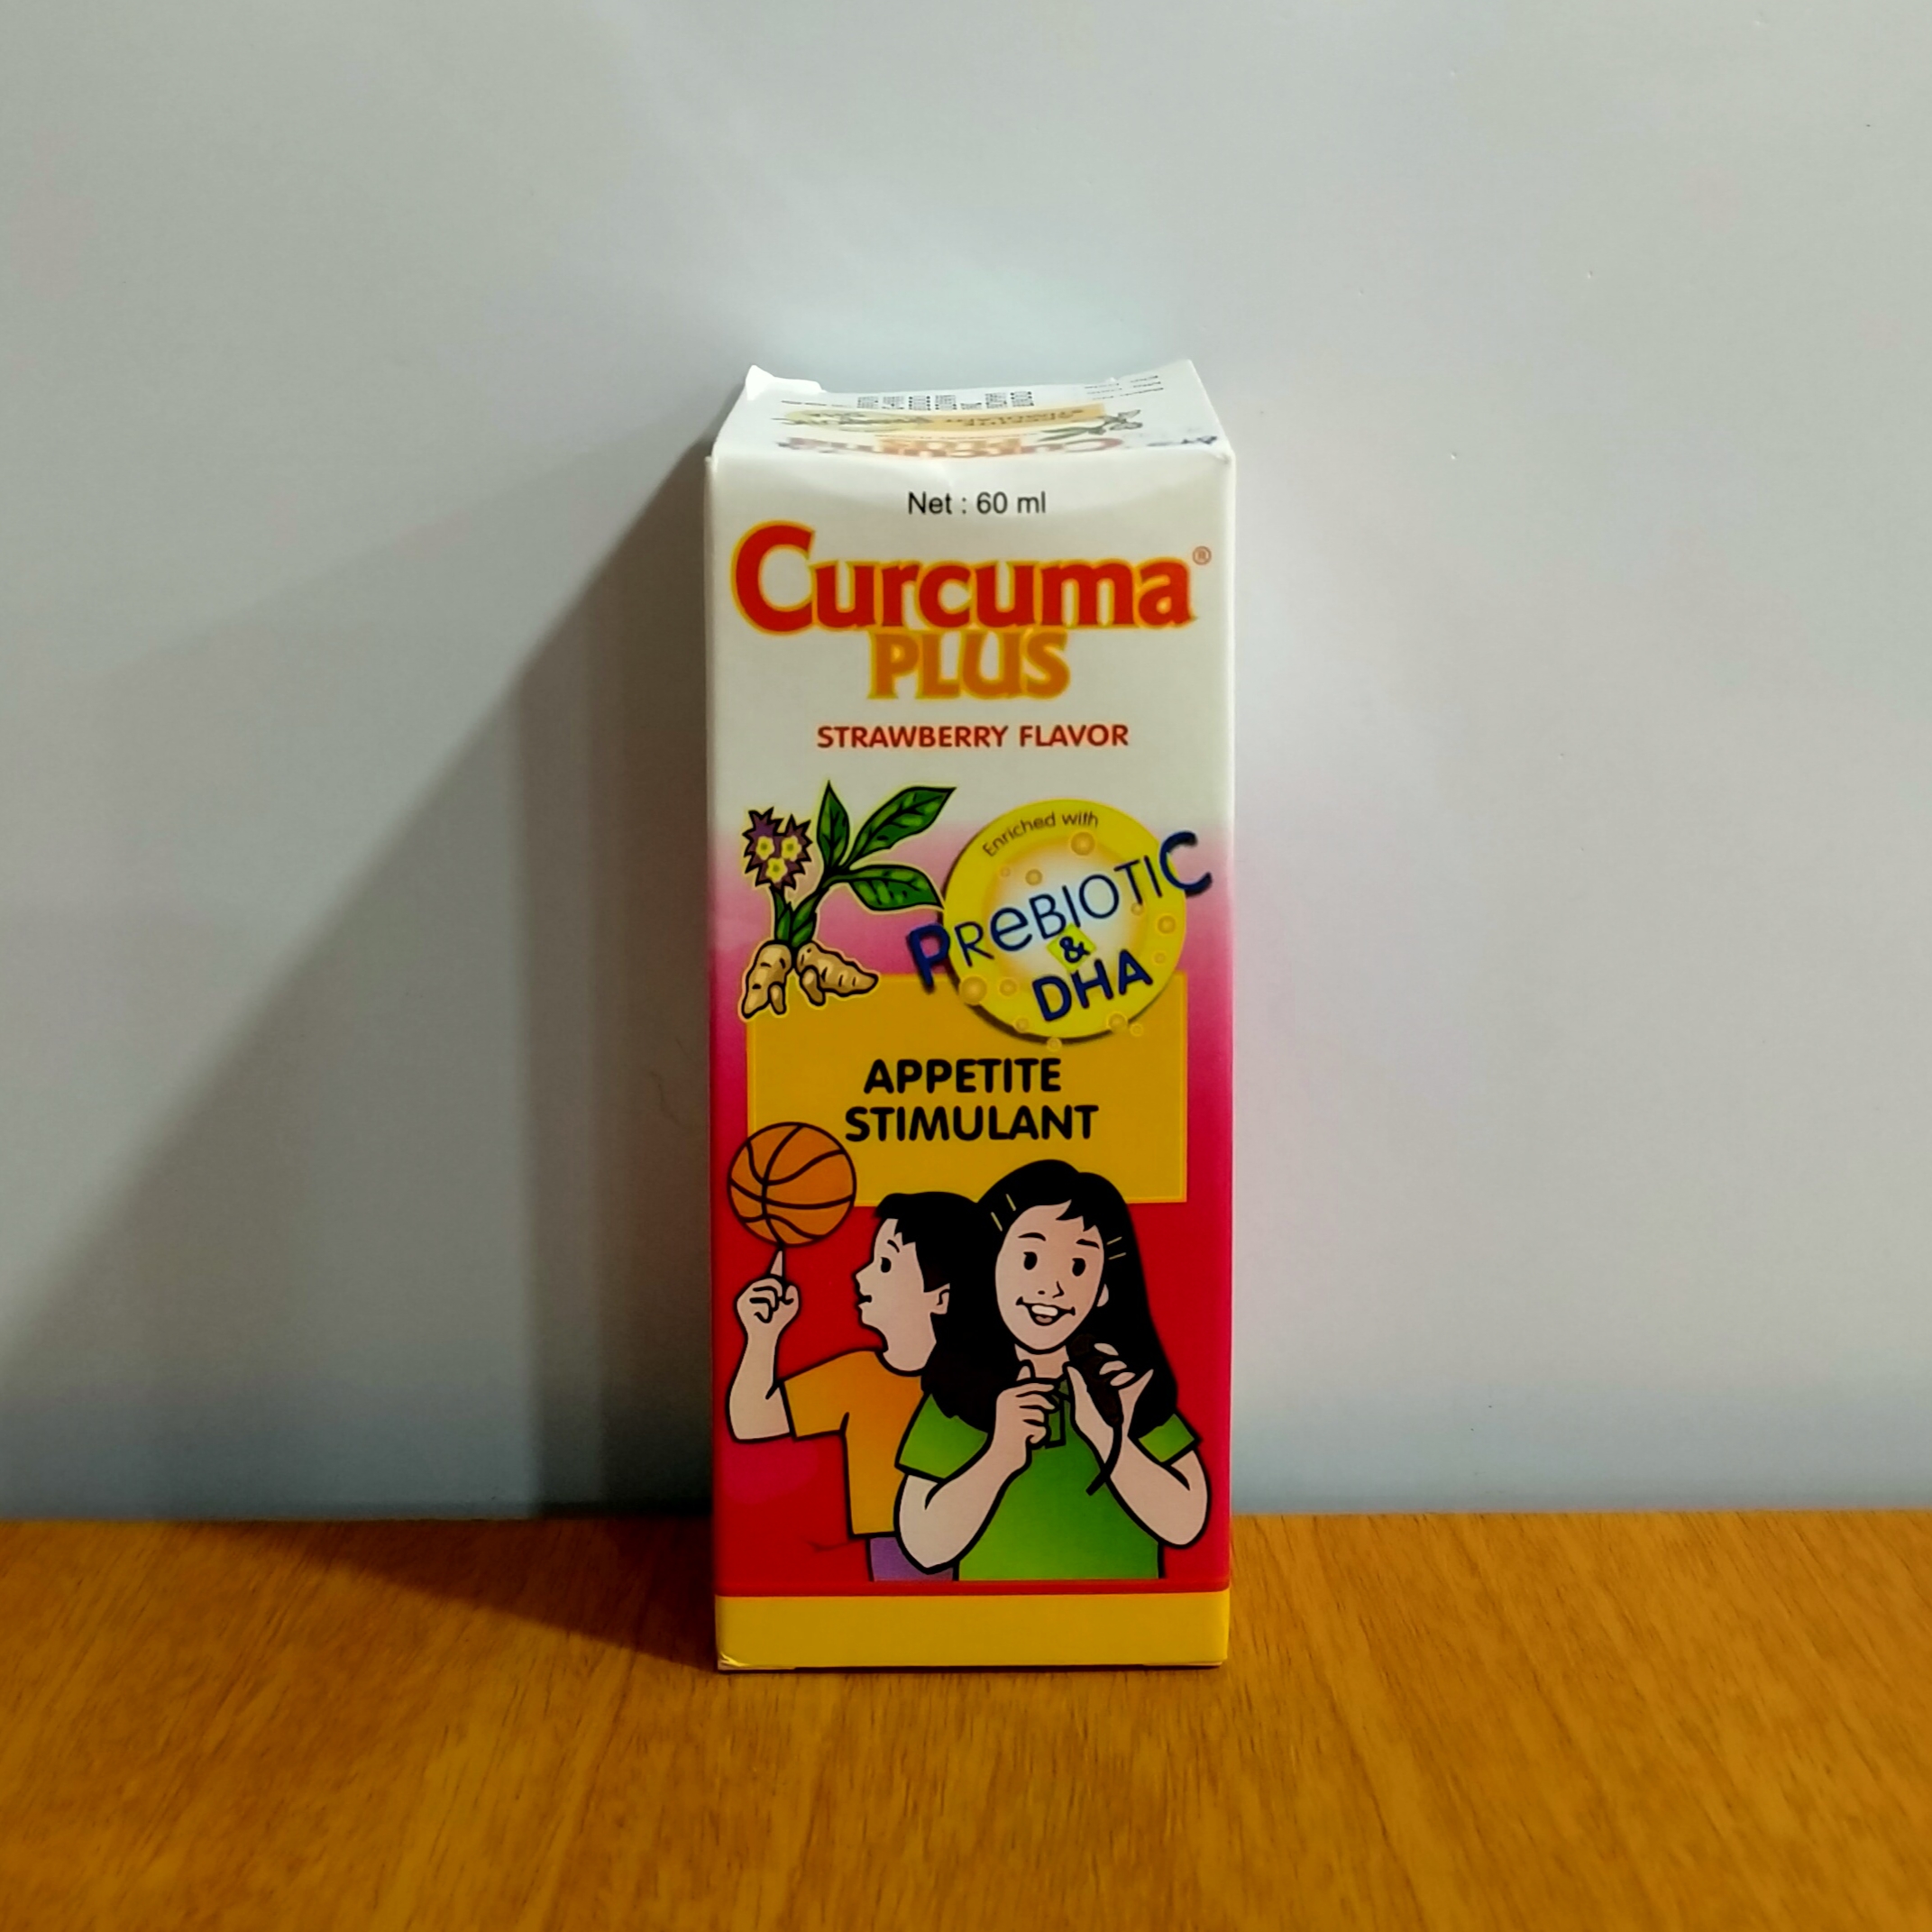 Net : 60 ml
Curcuma®
PLUS
STRAWBERRY FLAVOR
Enriched with
PReBIOTIC
&
DHA
APPETITE
STIMULANT